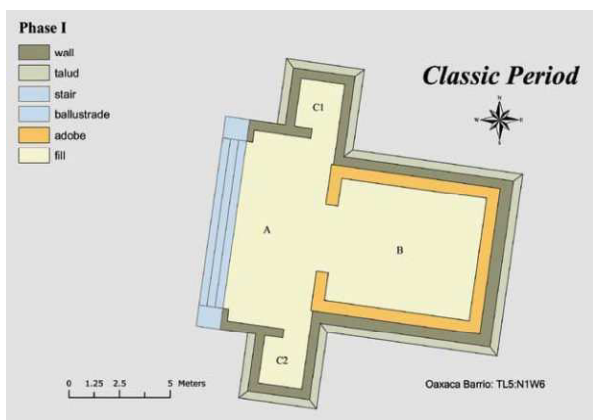 Phase I
wall
talud
stair
ballustrade
adobe
fill
Classic Period
N
W
E
S
C1
A
B
C2
0 1.25 2.5 5 Meters
Oaxaca Barrio: TL5:N1W6